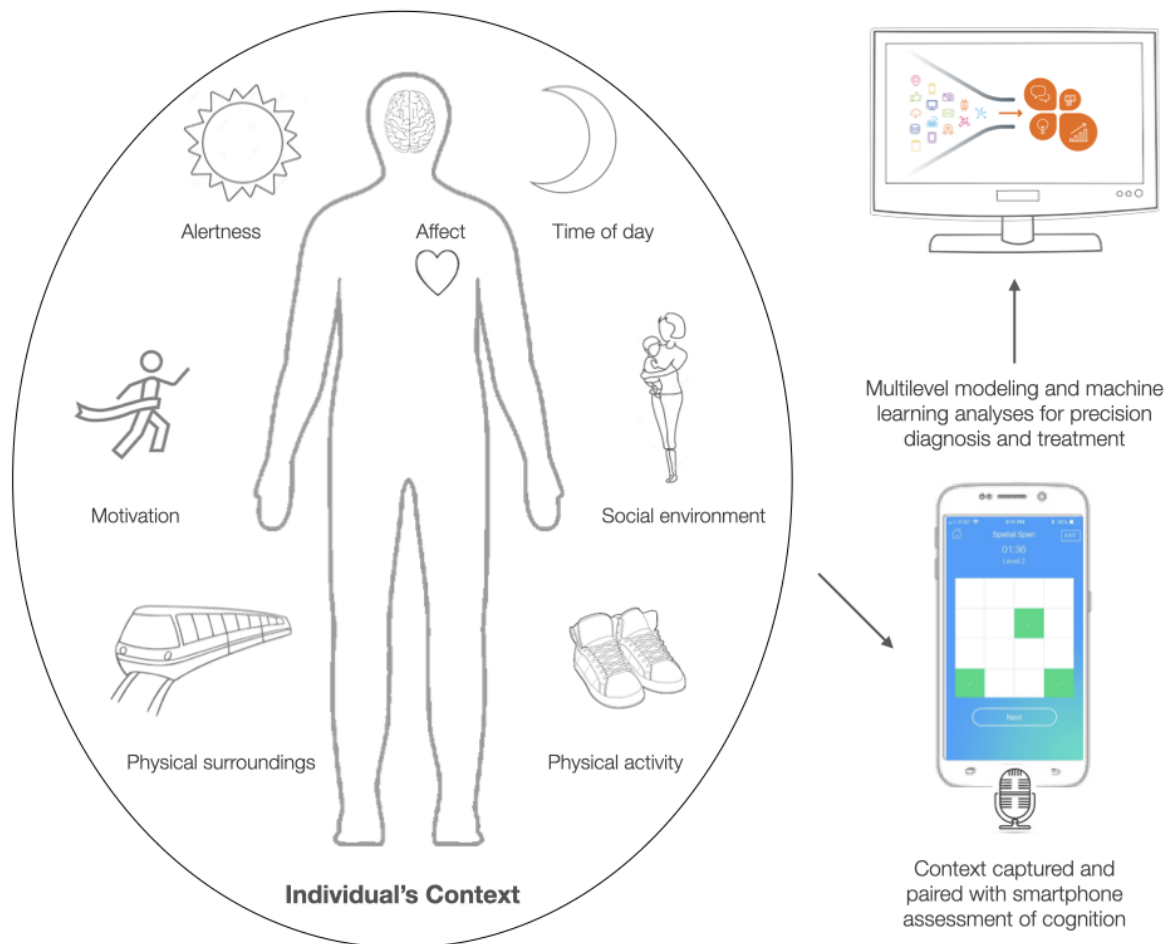 Alertness
Affect
Time of day
Motivation
Social environment
Physical surroundings
Physical activity
Individual's Context
Multilevel modeling and machine
learning analyses for precision
diagnosis and treatment
Spatial Span
EXIT
01:36
Level 2
Next
Context captured and
paired with smartphone
assessment of cognition